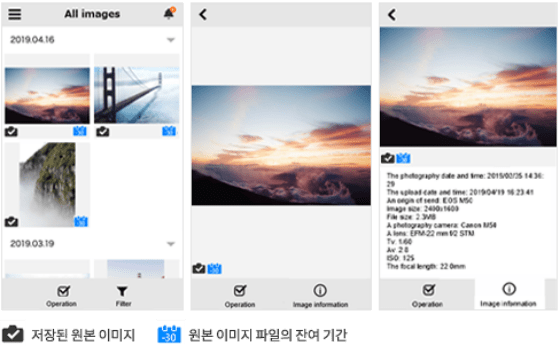 All images
2019.04.16
2019.03.19
Operation
Filter
Operation
Image information
The photography date and time: 2019/02/25 14:36:
29
The upload date and time: 2019/04/19 16:23:41
An origin of send: EOS M50
Image size: 2400x1600
File size: 2.3MB
A photography camera: Canon M50
A lens: EFM-22 mm f/2 STM
Tv: 1/60
Av: 2.8
ISO: 125
The focal length: 22.0mm
Operation
Image information
저장된 원본 이미지
-30 원본 이미지 파일의 잔여 기간